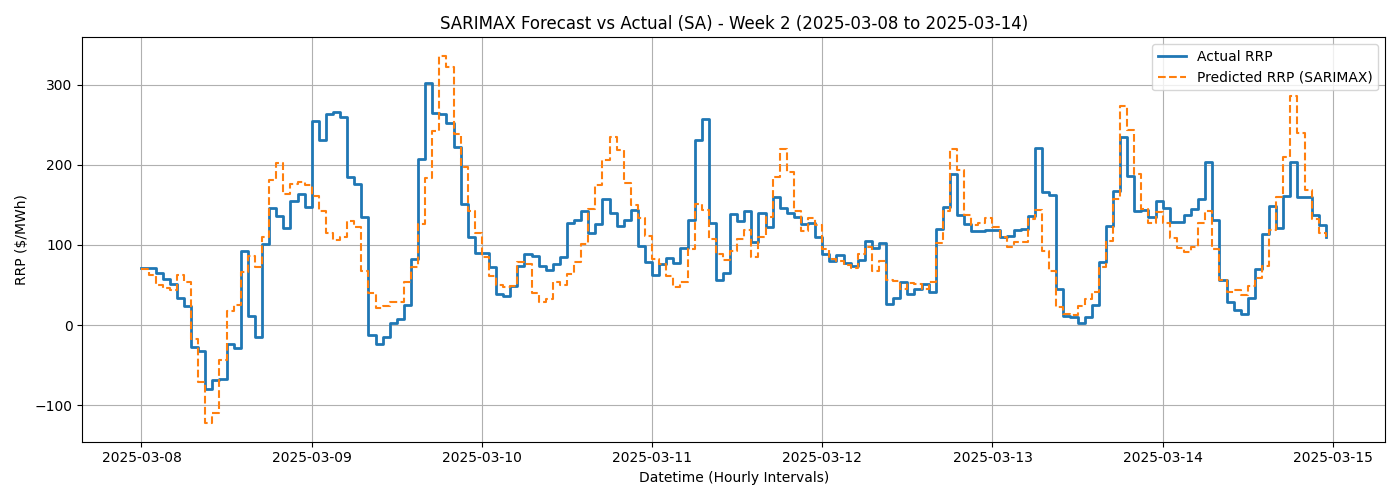 SARIMAX Forecast vs Actual (SA) - Week 2 (2025-03-08 to 2025-03-14)
Actual RRP
Predicted RRP (SARIMAX)
RRP ($/MWh)
300
200
100
0
−100
2025-03-08 2025-03-09 2025-03-10 2025-03-11 2025-03-12 2025-03-13 2025-03-14 2025-03-15
Datetime (Hourly Intervals)